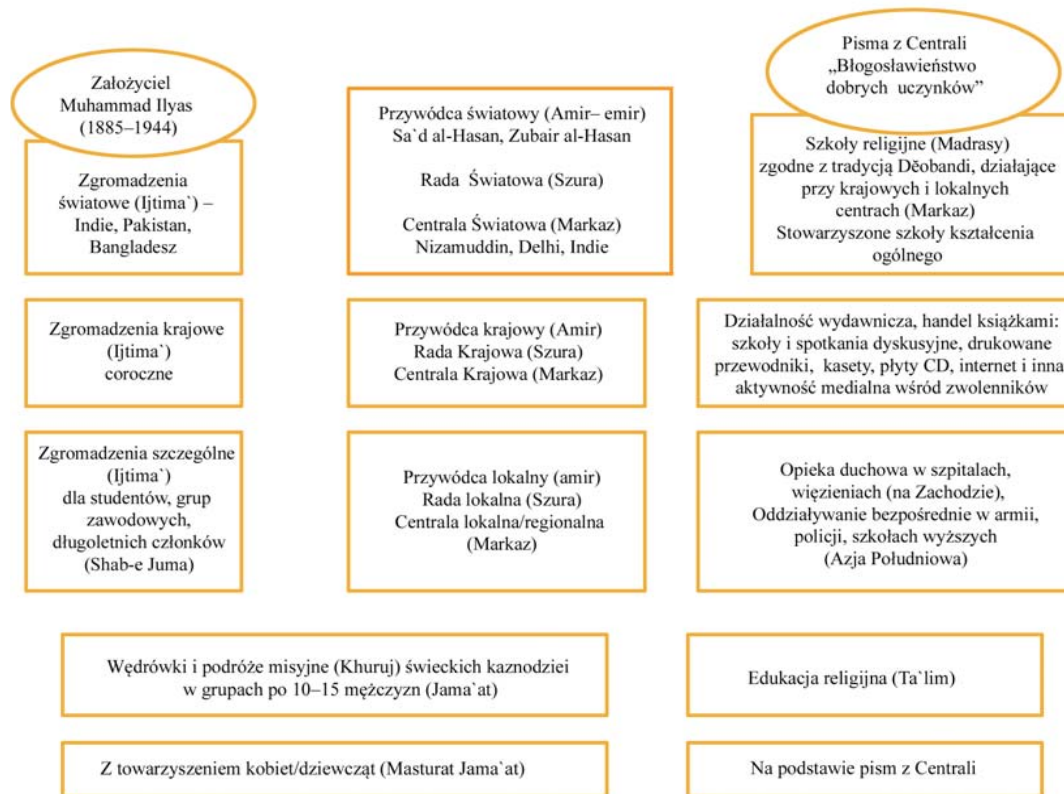 Założyciel
Muhammad Ilyas
(1885–1944)
Zgromadzenia
światowe (Ijtima`) –
Indie, Pakistan,
Bangladesz
Przywódca światowy (Amir– emir)
Sa`d al-Hasan, Zubair al-Hasan
Rada Światowa (Szura)
Centrala Światowa (Markaz)
Nizamuddin, Delhi, Indie
Pisma z Centrali
„Błogosławieństwo
dobrych uczynków”
Szkoły religijne (Madrasy)
zgodne z tradycją Dĕobandi, działające
przy krajowych i lokalnych
centrach (Markaz)
Stowarzyszone szkoły kształcenia
ogólnego
Zgromadzenia krajowe
(Ijtima`)
coroczne
Przywódca krajowy (Amir)
Rada Krajowa (Szura)
Centrala Krajowa (Markaz)
Działalność wydawnicza, handel książkami:
szkoły i spotkania dyskusyjne, drukowane
przewodniki, kasety, płyty CD, internet i inna
aktywność medialna wśród zwolenników
Zgromadzenia szczególne
(Ijtima`)
dla studentów, grup
zawodowych,
długoletnich członków
(Shab-e Juma)
Przywódca lokalny (amir)
Rada lokalna (Szura)
Centrala lokalna/regionalna
(Markaz)
Opieka duchowa w szpitalach,
więzieniach (na Zachodzie),
Oddziaływanie bezpośrednie w armii,
policji, szkołach wyższych
(Azja Południowa)
Wędrówki i podróże misyjne (Khuruj) świeckich kaznodziei
w grupach po 10–15 mężczyzn (Jama`at)
Edukacja religijna (Ta`lim)
Z towarzyszeniem kobiet/dziewcząt (Masturat Jama`at)
Na podstawie pism z Centrali